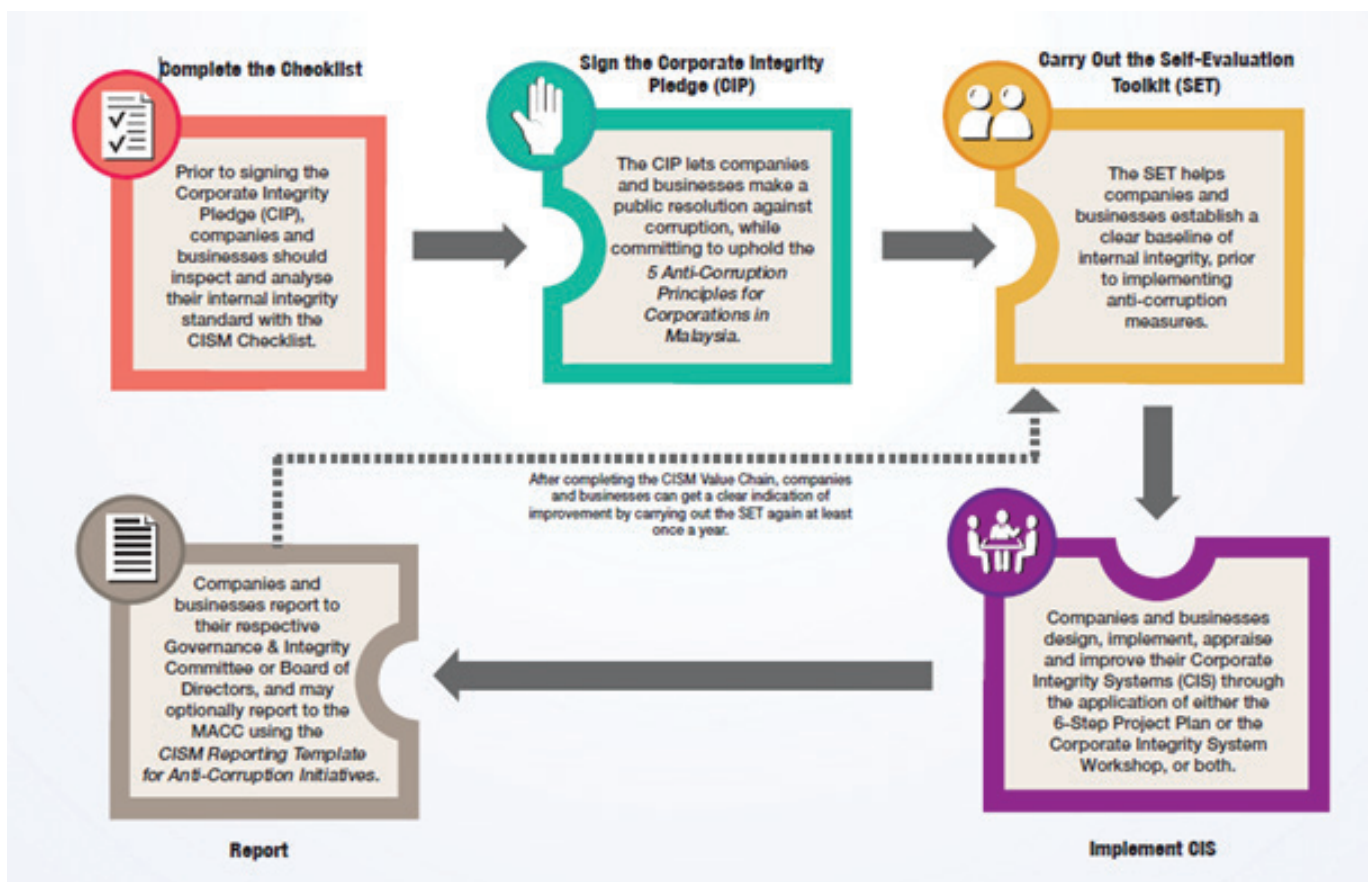 Complete the Checklist
Prior to signing the
Corporate Integrity
Pledge (CIP),
companies and
businesses should
inspect and analyse
their internal integrity
standard with the
CISM Checklist.
Sign the Corporate Integrity
Pledge (CIP)
The CIP lets companies
and businesses make a
public resolution against
corruption, while
committing to uphold the
5 Anti-Corruption
Principles for
Corporations in
Malaysia.
Carry Out the Self-Evaluation
Toolkit (SET)
The SET helps
companies and
businesses establish a
clear baseline of
internal integrity, prior
to implementing
anti-corruption
measures.
After completing the CISM Value Chain, companies
and businesses can get a clear indication of
improvement by carrying out the SET again at least
once a year.
Companies and businesses
design, implement, appraise
and improve their Corporate
Integrity Systems (CIS) through
the application of either the
6-Step Project Plan or the
Corporate Integrity System
Workshop, or both.
Implement CIS
Companies and
businesses report to
their respective
Governance & Integrity
Committee or Board of
Directors, and may
optionally report to the
MACC using the
CISM Reporting Template
for Anti-Corruption Initiatives.
Report